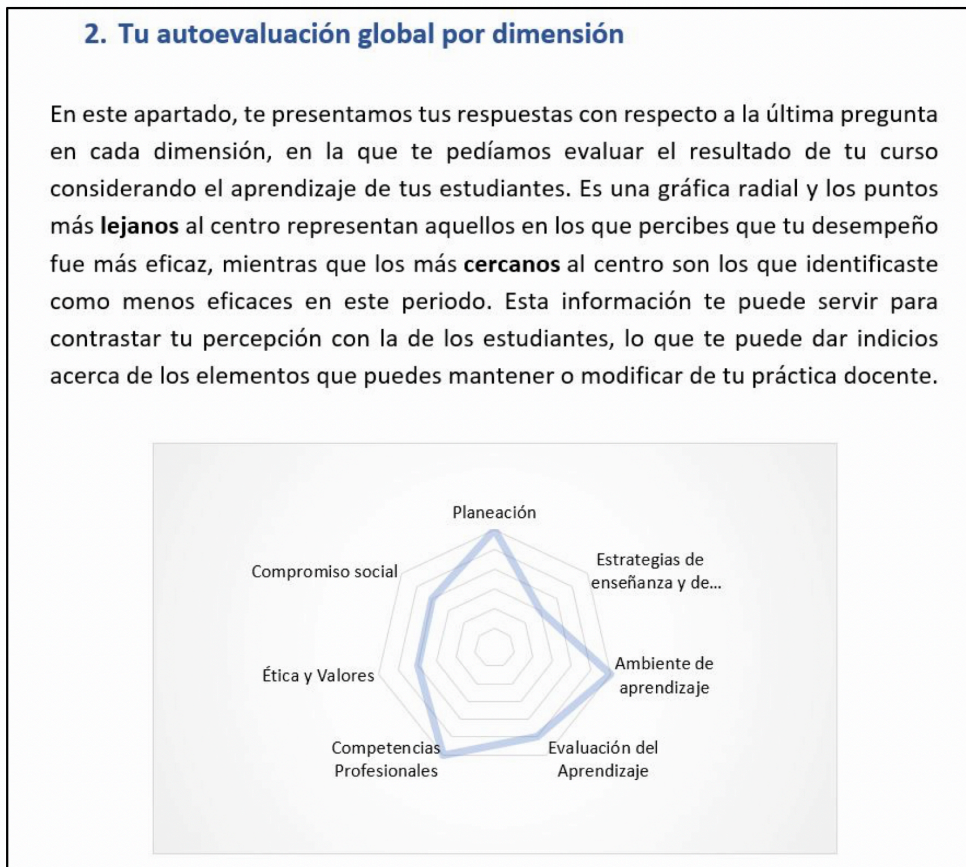 2. Tu autoevaluación global por dimensión
En este apartado, te presentamos tus respuestas con respecto a la última pregunta
en cada dimensión, en la que te pedíamos evaluar el resultado de tu curso
considerando el aprendizaje de tus estudiantes. Es una gráfica radial y los puntos
más lejanos al centro representan aquellos en los que percibes que tu desempeño
fue más eficaz, mientras que los más cercanos al centro son los que identificaste
como menos eficaces en este periodo. Esta información te puede servir para
contrastar tu percepción con la de los estudiantes, lo que te puede dar indicios
acerca de los elementos que puedes mantener o modificar de tu práctica docente.
Planeación
Estrategias de
enseñanza y de...
Compromiso social
Ambiente de
aprendizaje
Ética y Valores
Evaluación del
Aprendizaje
Competencias
Profesionales